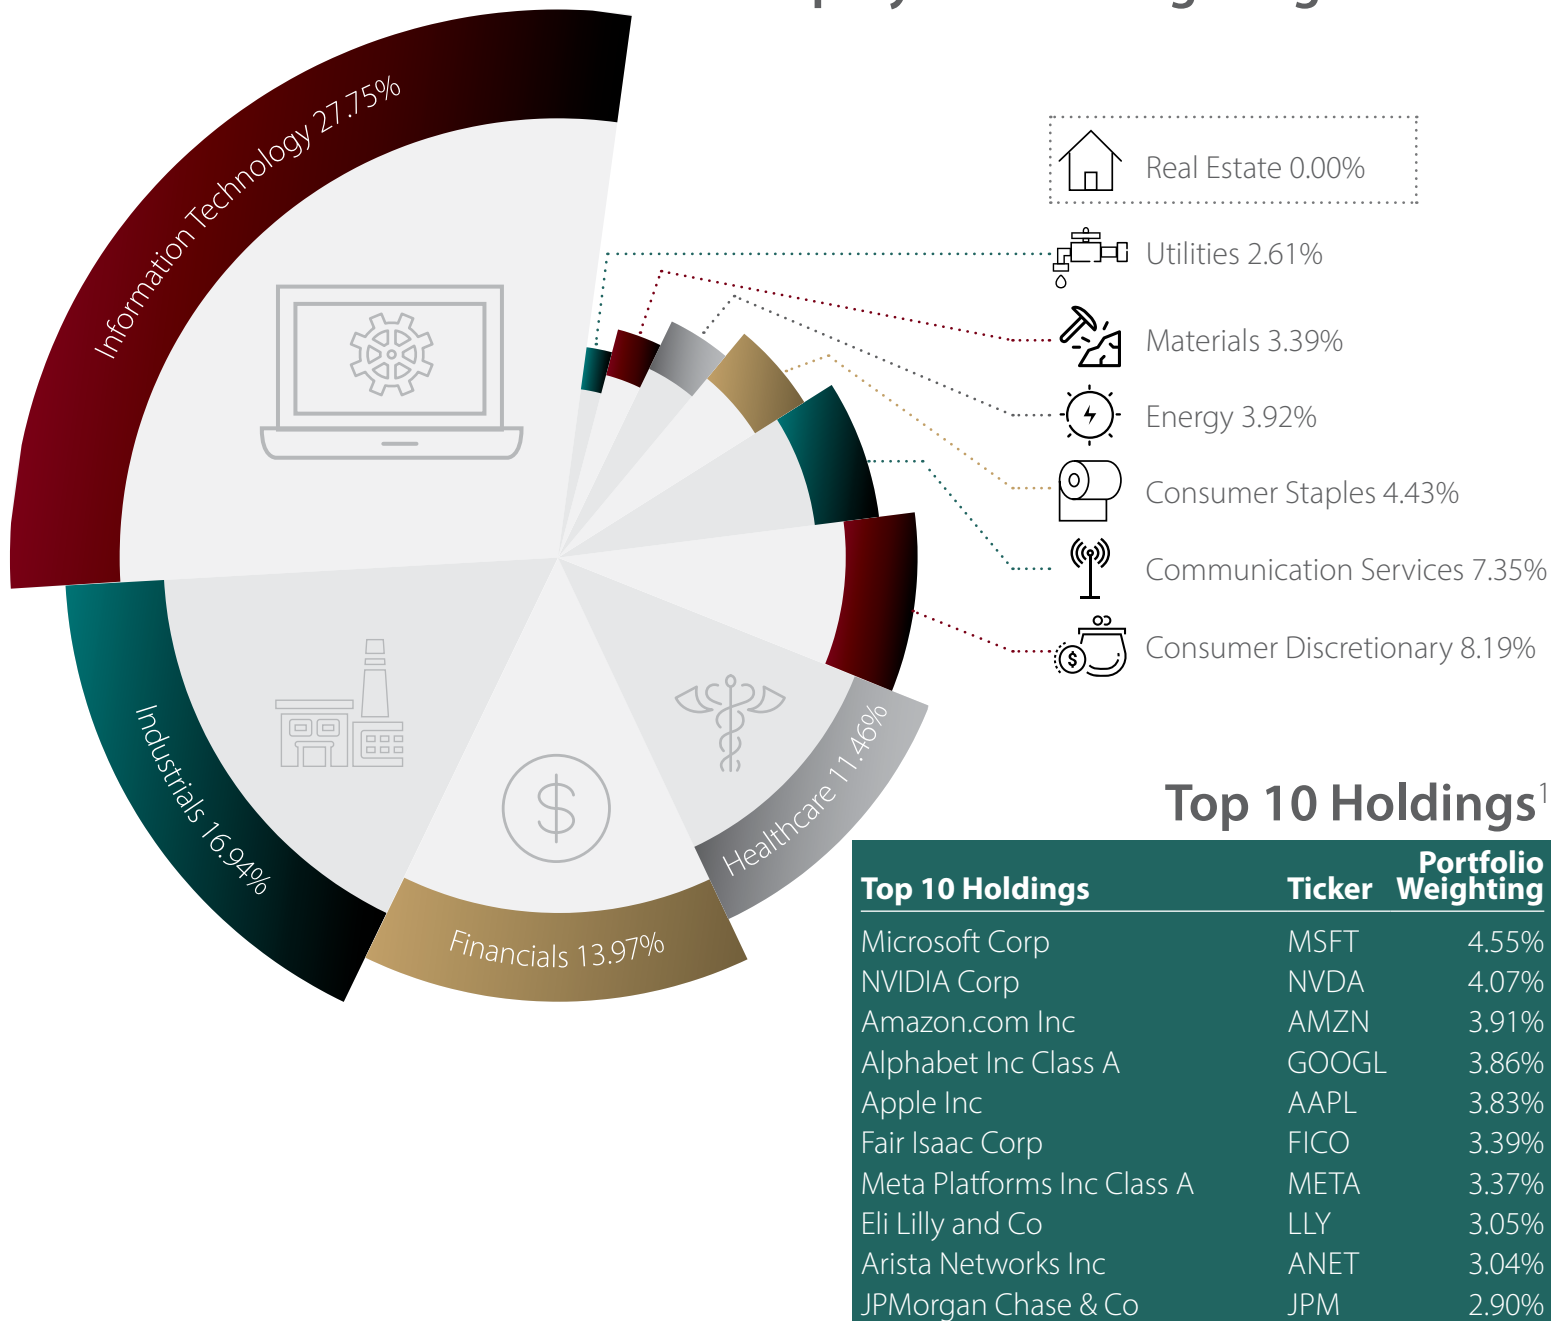 Information Technology 27.75%
Real Estate 0.00%
Utilities 2.61%
Materials 3.39%
Energy 3.92%
Consumer Staples 4.43%
Communication Services 7.35%
Consumer Discretionary 8.19%
Healthcare 11.46%
Financials 13.97%
Industrials 16.94%
Top 10 Holdings1
Top 10 Holdings Ticker Portfolio Weighting
Microsoft Corp MSFT 4.55%
NVIDIA Corp NVDA 4.07%
Amazon.com Inc AMZN 3.91%
Alphabet Inc Class A GOOGL 3.86%
Apple Inc AAPL 3.83%
Fair Isaac Corp FICO 3.39%
Meta Platforms Inc Class A META 3.37%
Eli Lilly and Co LLY 3.05%
Arista Networks Inc ANET 3.04%
JPMorgan Chase & Co JPM 2.90%